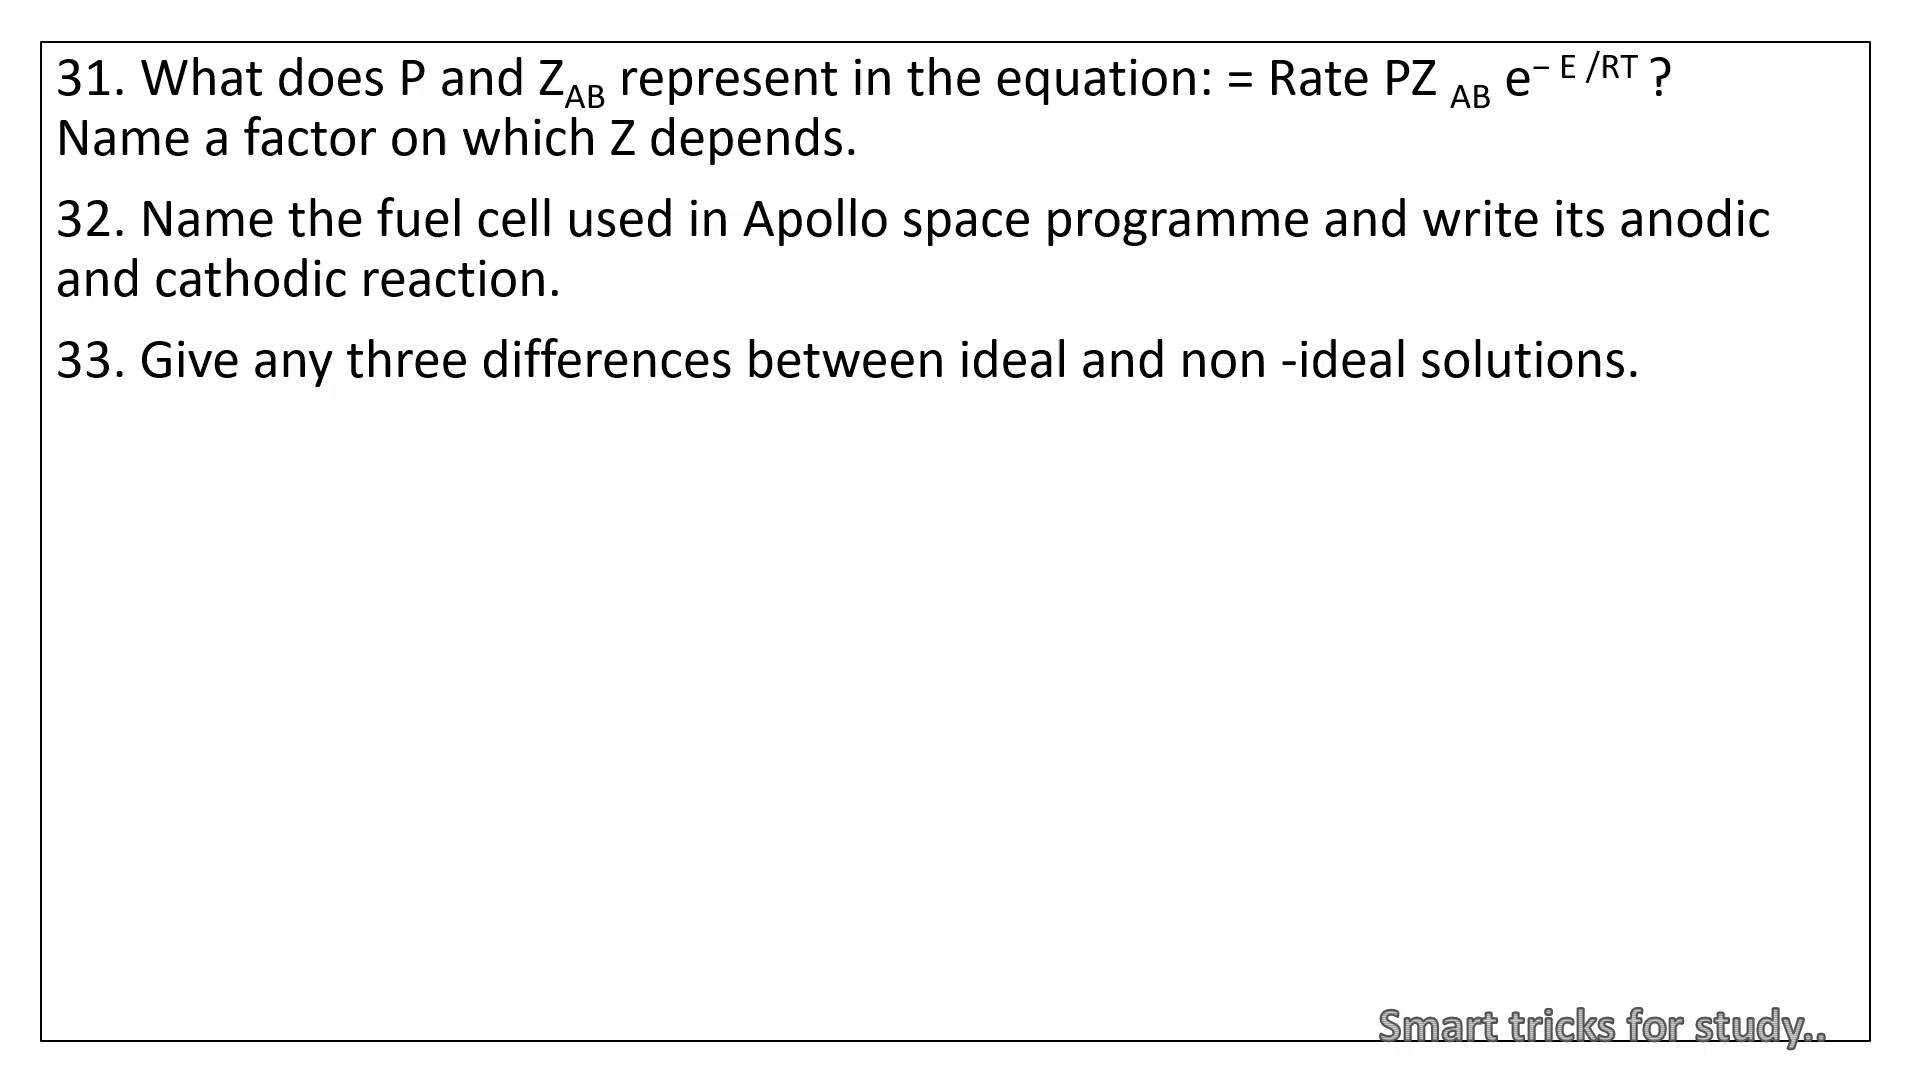 31. What does P and Z_AB represent in the equation: = Rate PZ _AB e^− E /RT ?
Name a factor on which Z depends.
32. Name the fuel cell used in Apollo space programme and write its anodic
and cathodic reaction.
33. Give any three differences between ideal and non -ideal solutions.
Smart tricks for study..